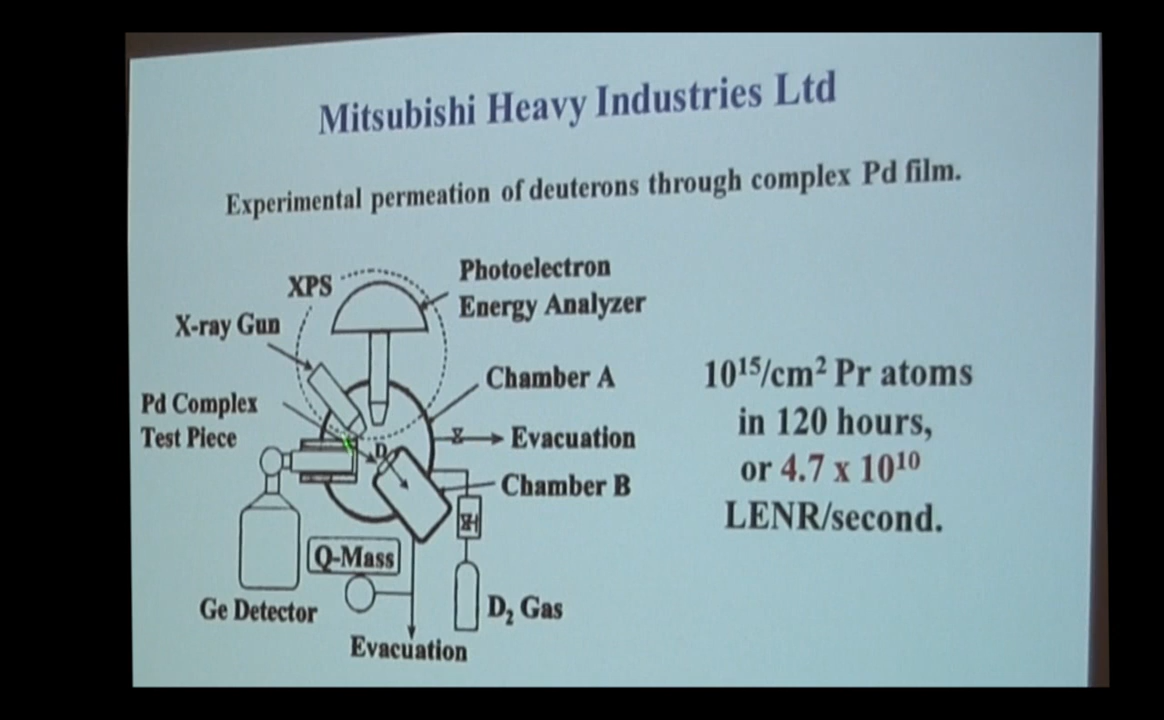 Mitsubishi Heavy Industries Ltd
Experimental permeation of deuterons through complex Pd film.
XPS
Photoelectron
Energy Analyzer
X-ray Gun
Chamber A
Pd Complex
Test Piece
D
Evacuation
Chamber B
Q-Mass
Ge Detector
D₂ Gas
Evacuation
10¹⁵/cm² Pr atoms
in 120 hours,
or 4.7 x 10¹⁰
LENR/second.